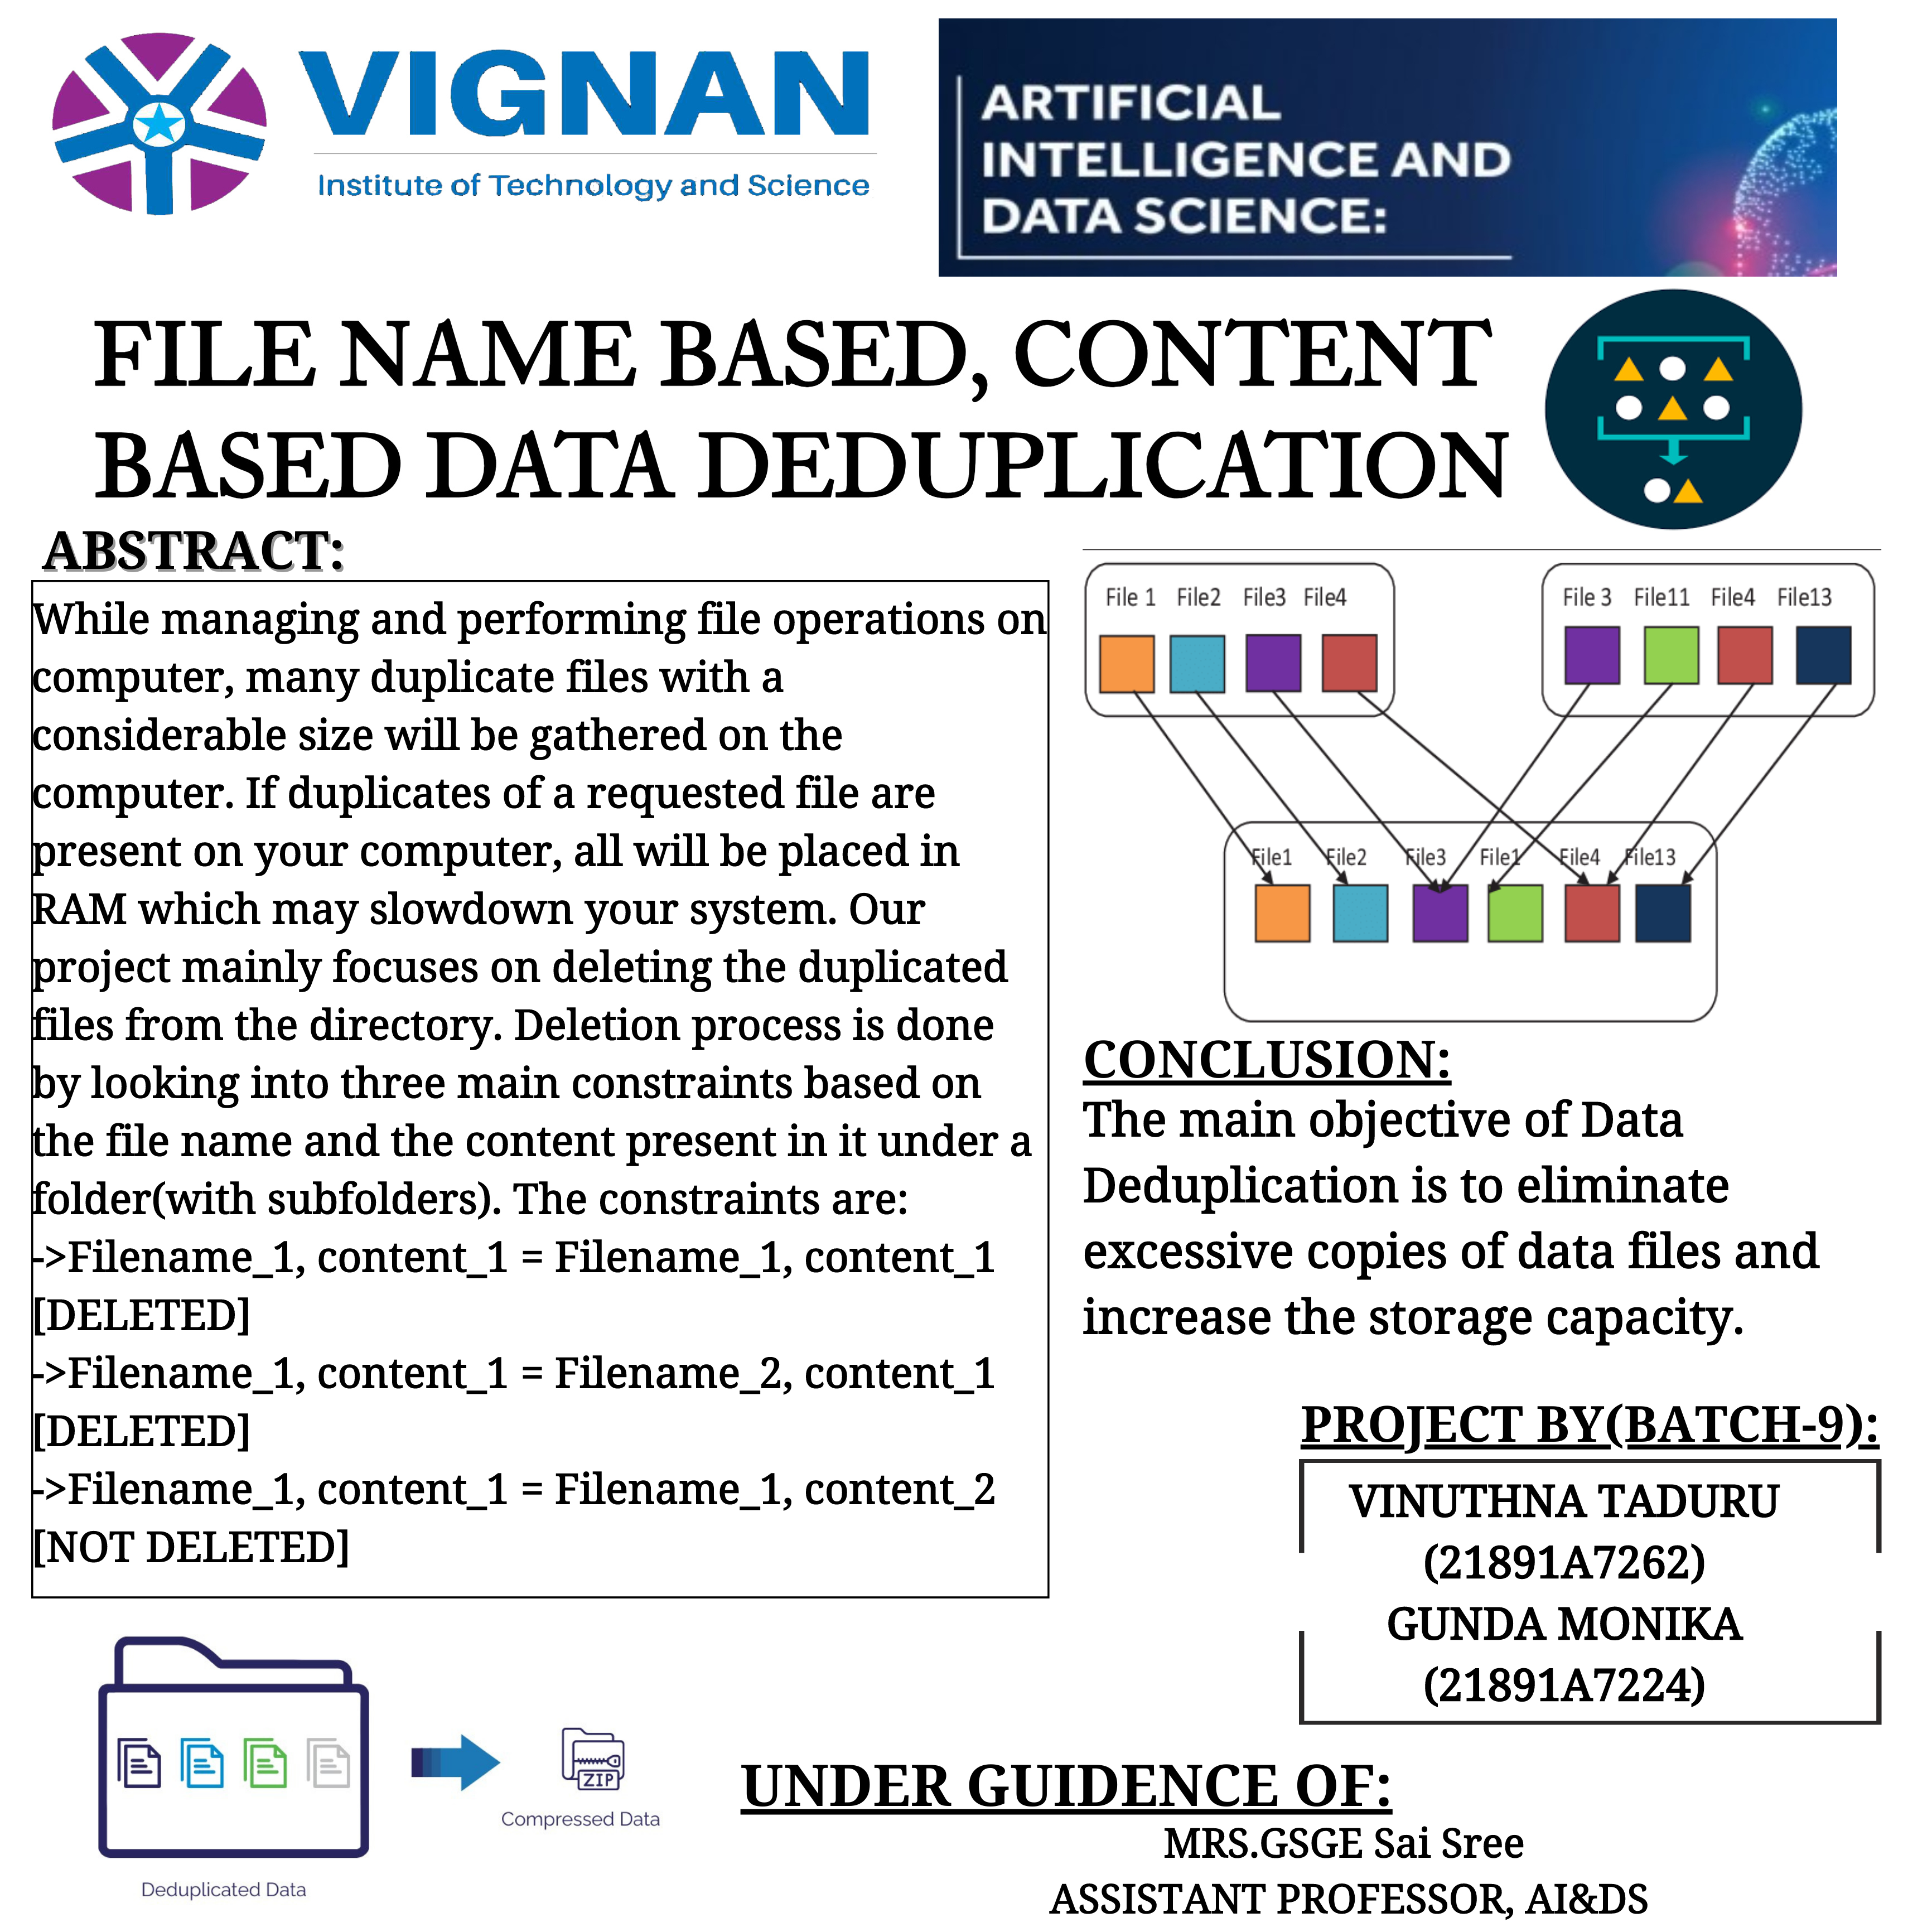 VIGNAN
Institute of Technology and Science
ARTIFICIAL
INTELLIGENCE AND
DATA SCIENCE:
FILE NAME BASED, CONTENT
BASED DATA DEDUPLICATION
ABSTRACT:
While managing and performing file operations on
computer, many duplicate files with a
considerable size will be gathered on the
computer. If duplicates of a requested file are
present on your computer, all will be placed in
RAM which may slowdown your system. Our
project mainly focuses on deleting the duplicated
files from the directory. Deletion process is done
by looking into three main constraints based on
the file name and the content present in it under a
folder(with subfolders). The constraints are:
->Filename_1, content_1 = Filename_1, content_1
[DELETED]
->Filename_1, content_1 = Filename_2, content_1
[DELETED]
->Filename_1, content_1 = Filename_1, content_2
[NOT DELETED]
File 1 File2 File3 File4
File 3 File11 File4 File13
File1 File2 File3 File1 File4 File13
CONCLUSION:
The main objective of Data
Deduplication is to eliminate
excessive copies of data files and
increase the storage capacity.
PROJECT BY(BATCH-9):
VINUTHNA TADURU
(21891A7262)
GUNDA MONIKA
(21891A7224)
ZIP
Compressed Data
Deduplicated Data
UNDER GUIDENCE OF:
MRS.GSGE Sai Sree
ASSISTANT PROFESSOR, AI&DS